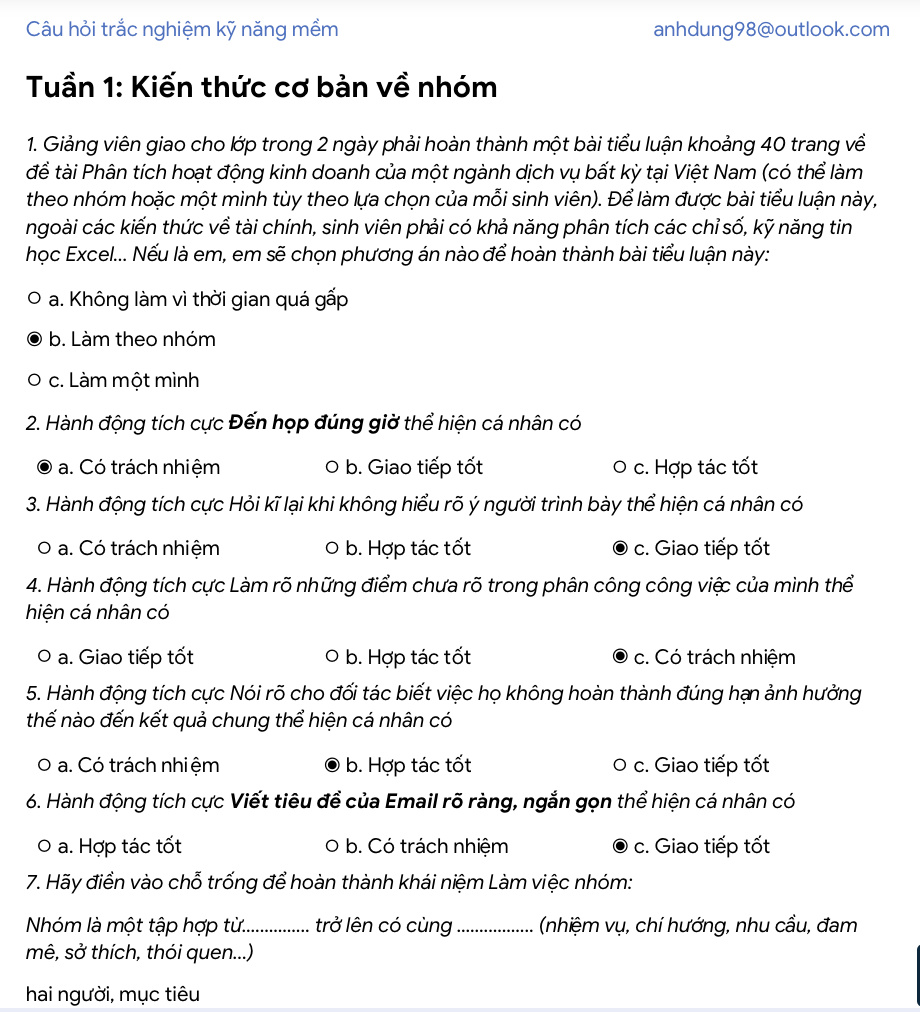 Câu hỏi trắc nghiệm kỹ năng mềm anhdung98@outlook.com
Tuần 1: Kiến thức cơ bản về nhóm
1. Giảng viên giao cho lớp trong 2 ngày phải hoàn thành một bài tiểu luận khoảng 40 trang về
đề tài Phân tích hoạt động kinh doanh của một ngành dịch vụ bất kỳ tại Việt Nam (có thể làm
theo nhóm hoặc một mình tùy theo lựa chọn của mỗi sinh viên). Để làm được bài tiểu luận này,
ngoài các kiến thức về tài chính, sinh viên phải có khả năng phân tích các chỉ số, kỹ năng tin
học Excel... Nếu là em, em sẽ chọn phương án nào để hoàn thành bài tiểu luận này:
a. Không làm vì thời gian quá gấp
b. Làm theo nhóm
c. Làm một mình
2. Hành động tích cực Đến họp đúng giờ thể hiện cá nhân có
a. Có trách nhiệm b. Giao tiếp tốt c. Hợp tác tốt
3. Hành động tích cực Hỏi kĩ lại khi không hiểu rõ ý người trình bày thể hiện cá nhân có
a. Có trách nhiệm b. Hợp tác tốt c. Giao tiếp tốt
4. Hành động tích cực Làm rõ những điểm chưa rõ trong phân công công việc của mình thể
hiện cá nhân có
a. Giao tiếp tốt b. Hợp tác tốt c. Có trách nhiệm
5. Hành động tích cực Nói rõ cho đối tác biết việc họ không hoàn thành đúng hạn ảnh hưởng
thế nào đến kết quả chung thể hiện cá nhân có
a. Có trách nhiệm b. Hợp tác tốt c. Giao tiếp tốt
6. Hành động tích cực Viết tiêu đề của Email rõ ràng, ngắn gọn thể hiện cá nhân có
a. Hợp tác tốt b. Có trách nhiệm c. Giao tiếp tốt
7. Hãy điền vào chỗ trống để hoàn thành khái niệm Làm việc nhóm:
Nhóm là một tập hợp từ............... trở lên có cùng ................. (nhiệm vụ, chí hướng, nhu cầu, đam
mê, sở thích, thói quen...)
hai người, mục tiêu